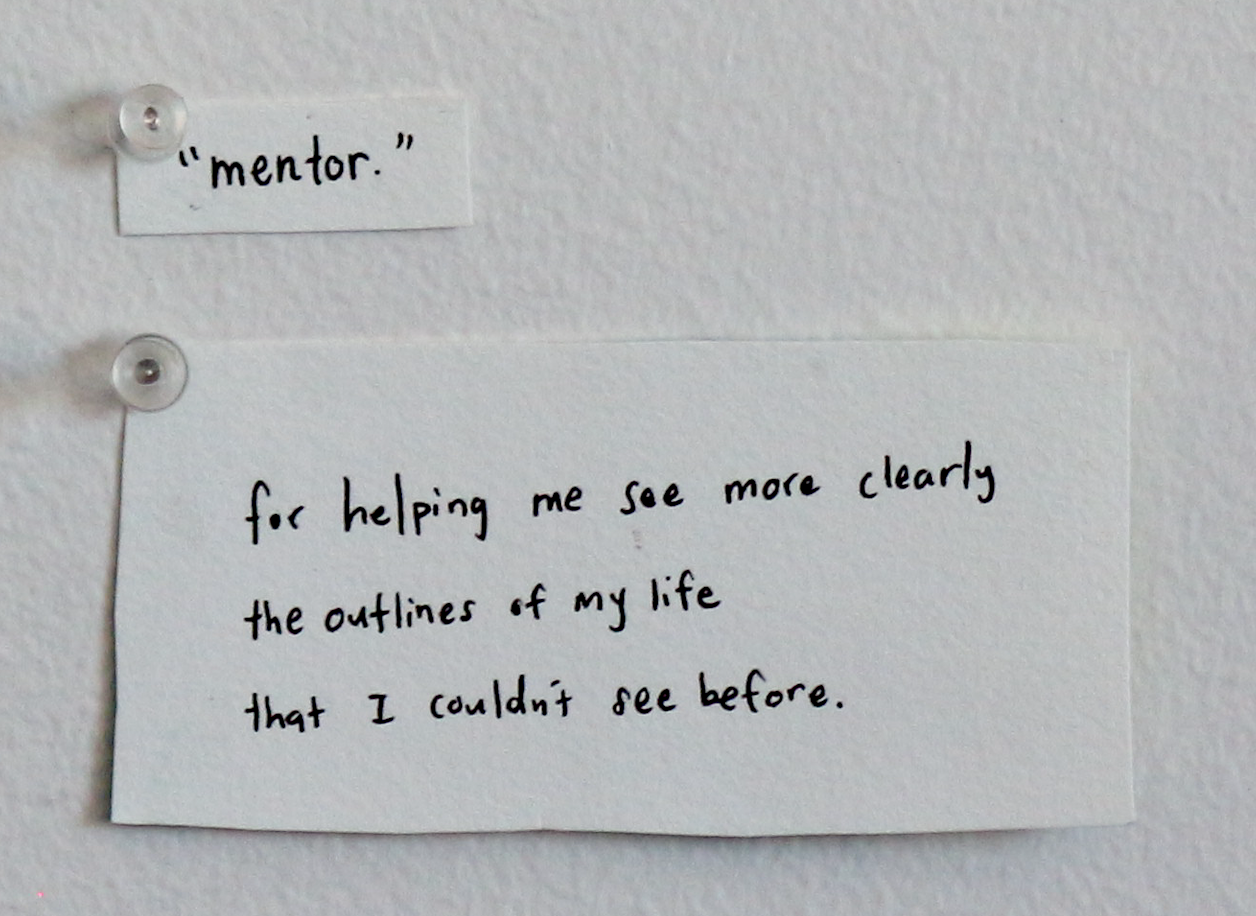 "mentor."
for helping me see more clearly
the outlines of my life
that I couldn't see before.